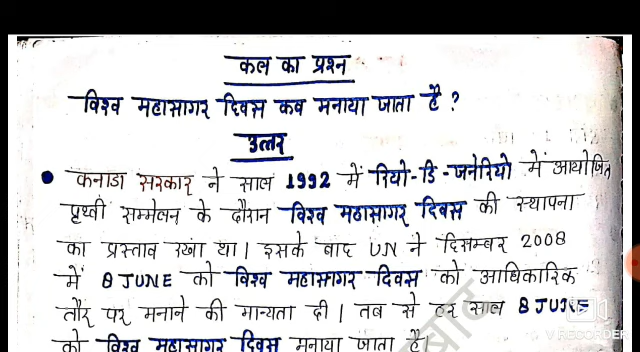 कल का प्रश्न
विश्व महासागर दिवस कब मनाया जाता है ?
उत्तर
• कनाडा सरकार ने साल 1992 में रियो-डि-जनेरियो में आयोजित
पृथ्वी सम्मेलन के दौरान विश्व महासागर दिवस की स्थापना
का प्रस्ताव रखा था। इसके बाद UN ने दिसम्बर 2008
में 8 JUNE को विश्व महासागर दिवस को आधिकारिक
तौर पर मनाने की मान्यता दी। तब से हर साल 8 JUNE
को विश्व महासागर दिवस मनाया जाता है।
V RECORDER